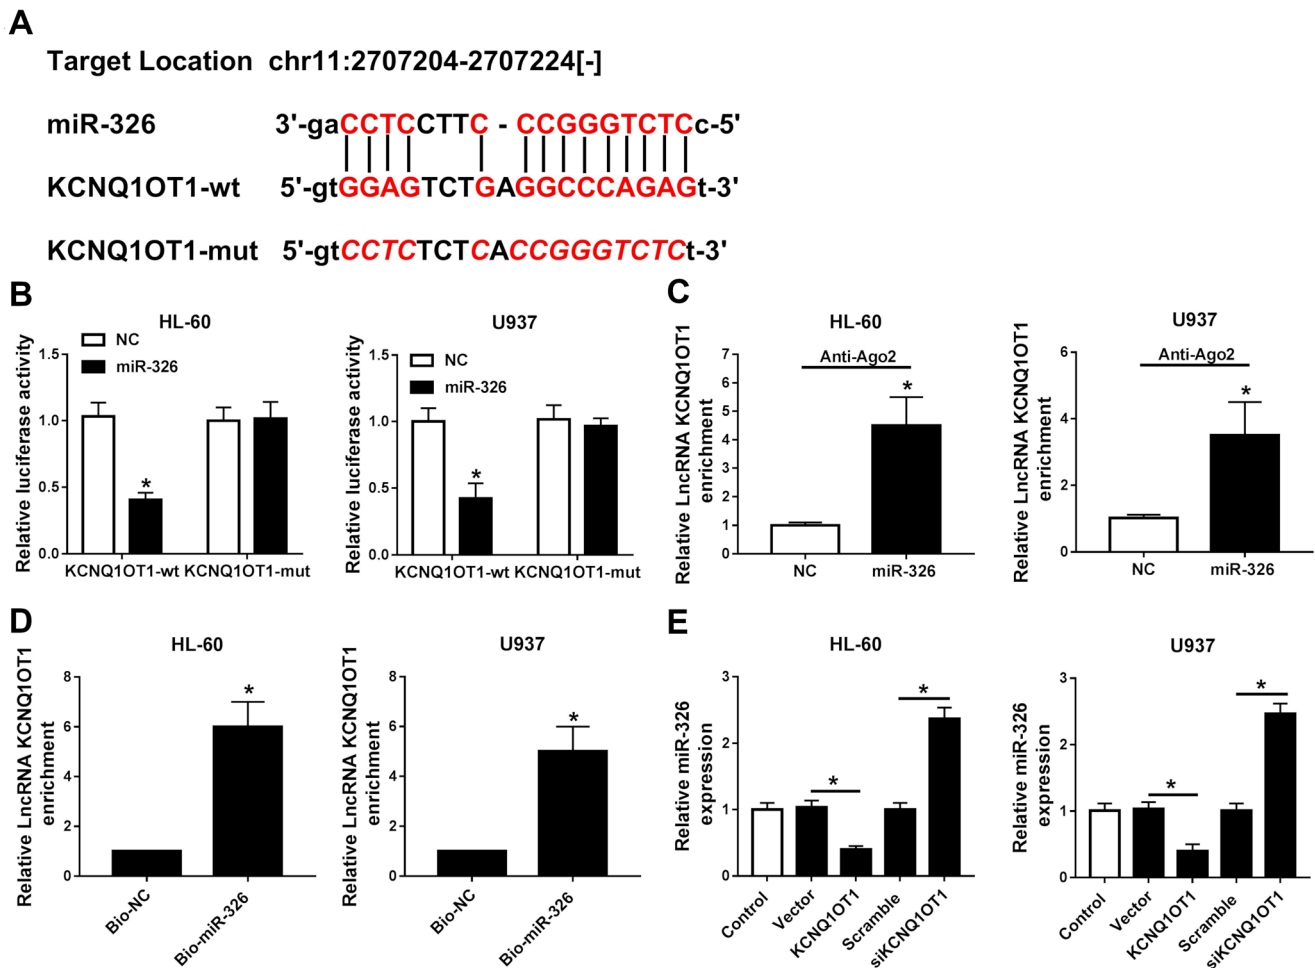 A
Target Location chr11:2707204-2707224[-]
miR-326 3'-gaCCTCCTTC - CCGGGTCTCc-5'
KCNQ1OT1-wt 5'-gtGGAGTCTGAGGCCCAGAGt-3'
KCNQ1OT1-mut 5'-gtCCTCTCTCACCGGGTCTCt-3'
B
HL-60
NC
miR-326
Relative luciferase activity
1.5
1.0
0.5
0.0
*
KCNQ1OT1-wt KCNQ1OT1-mut
U937
NC
miR-326
Relative luciferase activity
1.5
1.0
0.5
0.0
*
KCNQ1OT1-wt KCNQ1OT1-mut
C
HL-60
Anti-Ago2
Relative LncRNA KCNQ1OT1
enrichment
7
6
5
4
3
2
1
0
*
NC miR-326
U937
Anti-Ago2
Relative LncRNA KCNQ1OT1
enrichment
6
4
2
0
*
NC miR-326
D
HL-60
Relative LncRNA KCNQ1OT1
enrichment
8
6
4
2
0
*
Bio-NC
Bio-miR-326
U937
Relative LncRNA KCNQ1OT1
enrichment
8
6
4
2
0
*
Bio-NC
Bio-miR-326
E
HL-60
Relative miR-326
expression
3
2
1
0
*
*
Control
Vector
KCNQ1OT1
Scramble
siKCNQ1OT1
U937
Relative miR-326
expression
3
2
1
0
*
*
Control
Vector
KCNQ1OT1
Scramble
siKCNQ1OT1